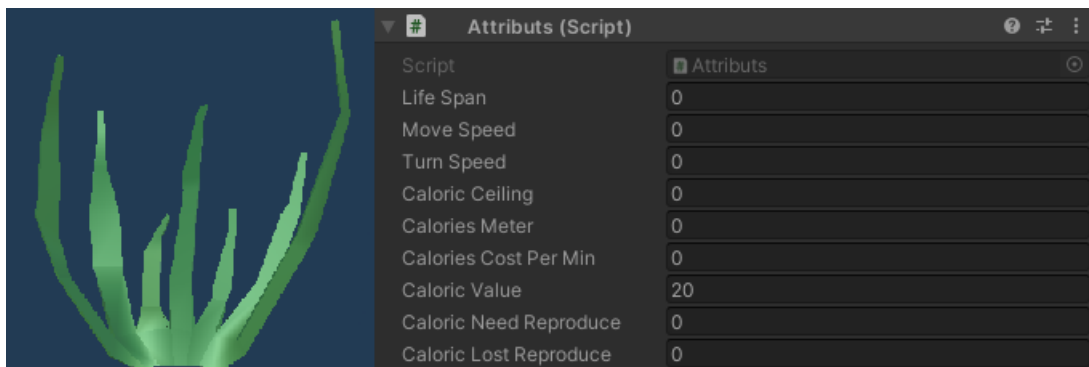 # Attributs (Script)
Script Attributs
Life Span 0
Move Speed 0
Turn Speed 0
Caloric Ceiling 0
Calories Meter 0
Calories Cost Per Min 0
Caloric Value 20
Caloric Need Reproduce 0
Caloric Lost Reproduce 0